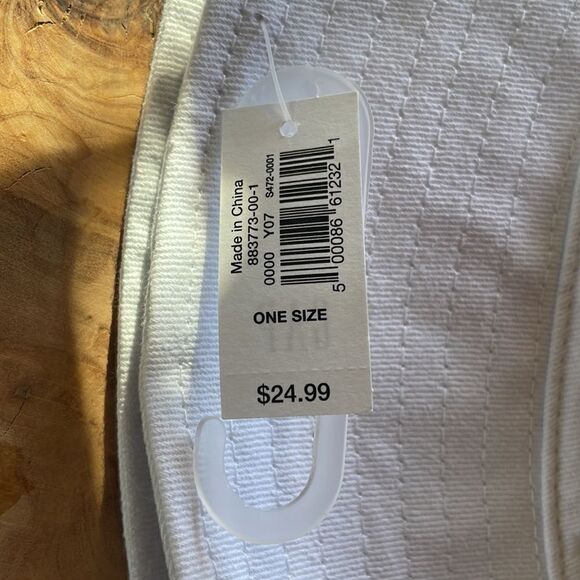 Made in China
883773-00-1
0000 Y07 S472-0001
5 00086 61232 1
ONE SIZE
$24.99